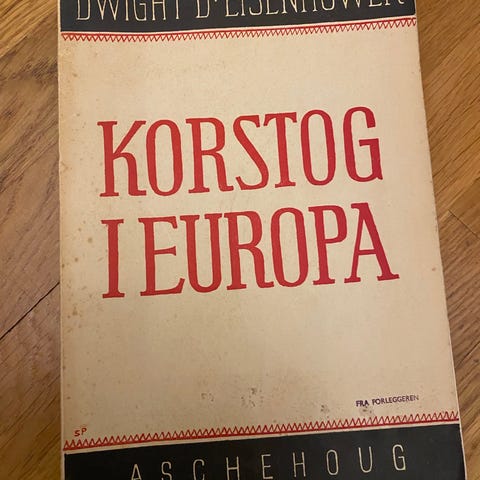 DWIGHT D. EISENHOWER
KORSTOG
I EUROPA
FRA FORLEGGEREN
SP
ASCHEHOUG